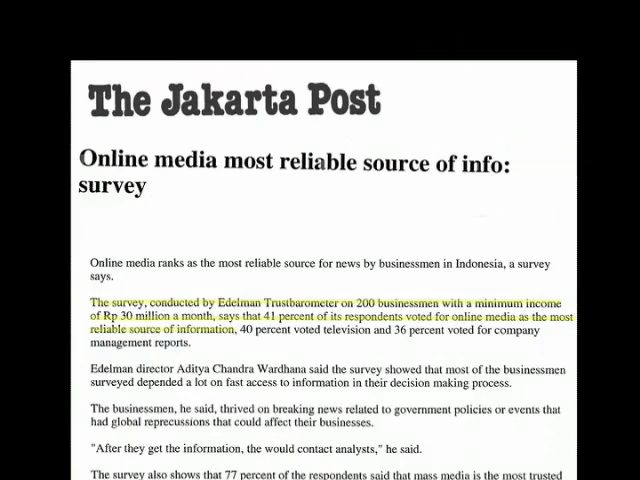 The Jakarta Post
Online media most reliable source of info:
survey
Online media ranks as the most reliable source for news by businessmen in Indonesia, a survey
says.
The survey, conducted by Edelman Trustbarometer on 200 businessmen with a minimum income
of Rp 30 million a month, says that 41 percent of its respondents voted for online media as the most
reliable source of information, 40 percent voted television and 36 percent voted for company
management reports.
Edelman director Aditya Chandra Wardhana said the survey showed that most of the businessmen
surveyed depended a lot on fast access to information in their decision making process.
The businessmen, he said, thrived on breaking news related to government policies or events that
had global reprecussions that could affect their businesses.
"After they get the information, the would contact analysts," he said.
The survey also shows that 77 percent of the respondents said that mass media is the most trusted